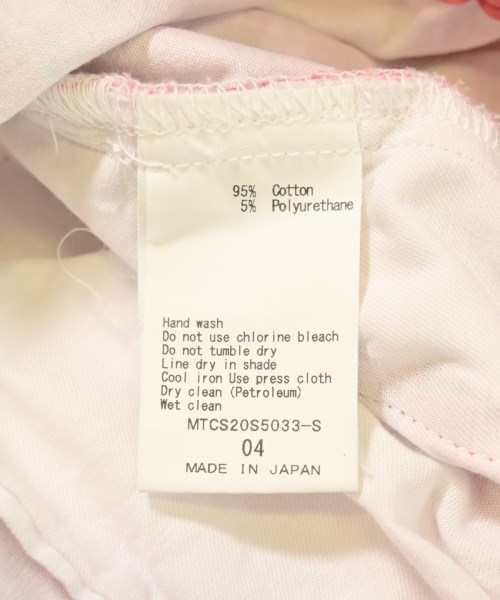 95% Cotton
5% Polyurethane
Hand wash
Do not use chlorine bleach
Do not tumble dry
Line dry in shade
Cool iron Use press cloth
Dry clean (Petroleum)
Wet clean
MTCS20S5033-S
04
MADE IN JAPAN